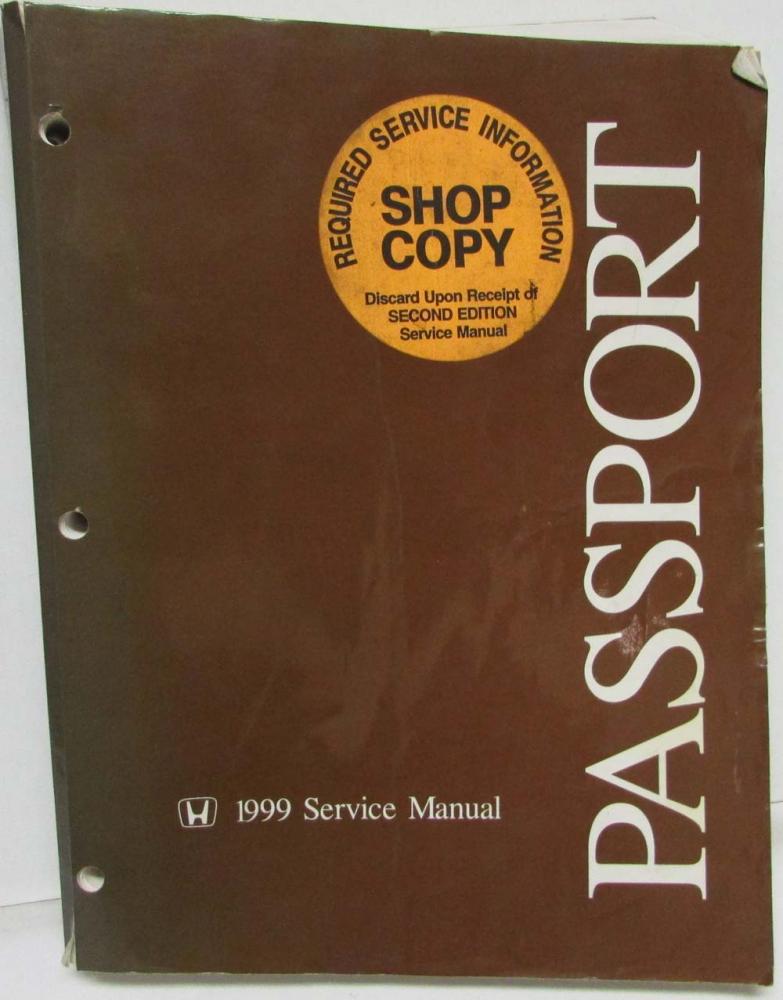 REQUIRED SERVICE INFORMATION
SHOP
COPY
Discard Upon Receipt of
SECOND EDITION
Service Manual
PASSPORT
1999 Service Manual